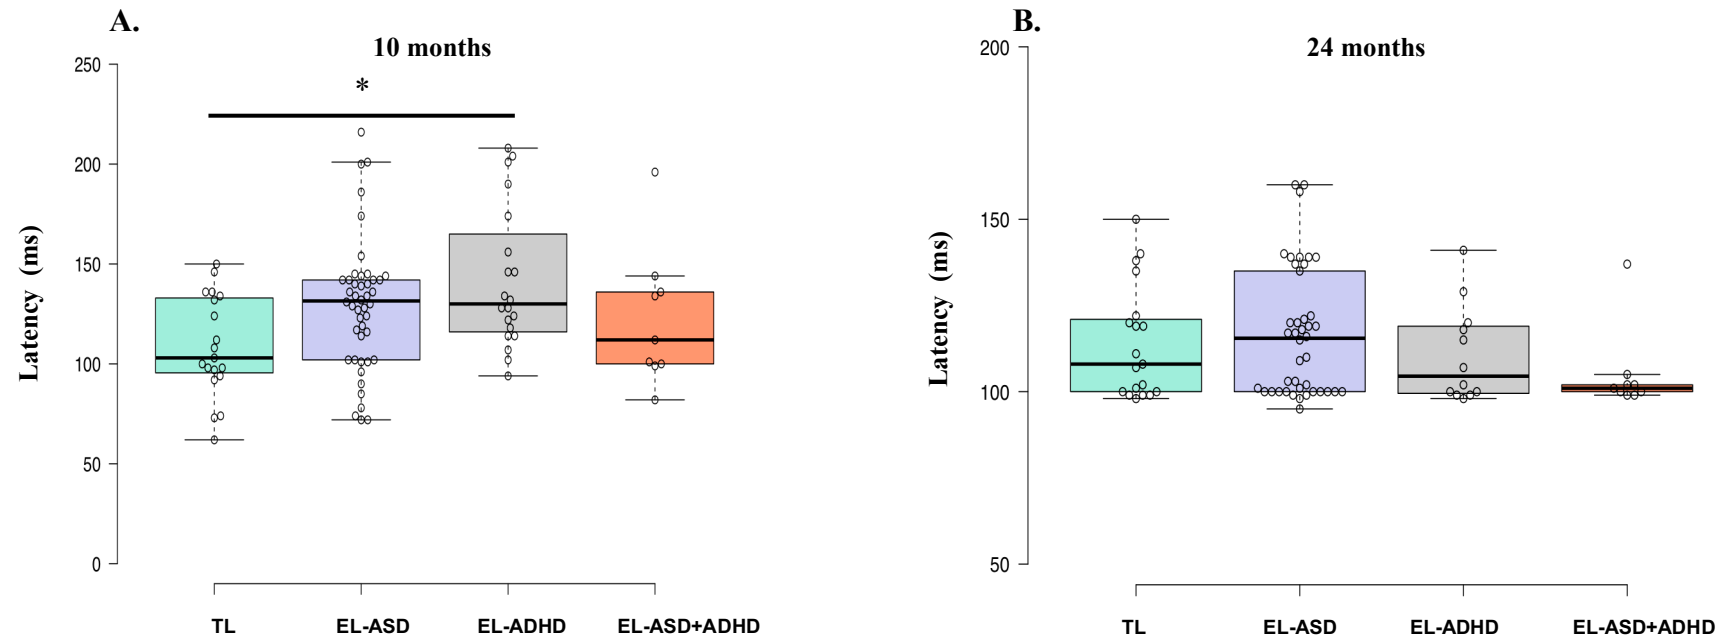 A.
10 months
*
250
200
150
100
50
0
Latency (ms)
TL EL-ASD EL-ADHD EL-ASD+ADHD
B.
24 months
200
150
100
50
Latency (ms)
TL EL-ASD EL-ADHD EL-ASD+ADHD